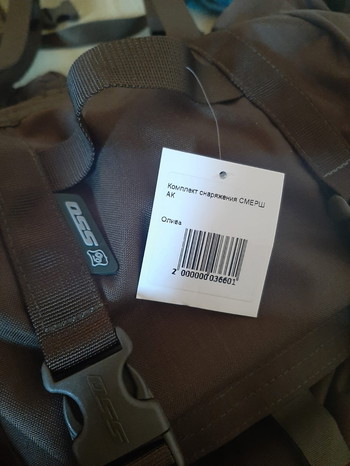 Комплект снаряжения СМЕРШ
АК
Олива
2 000000 036601
SSO
SSO